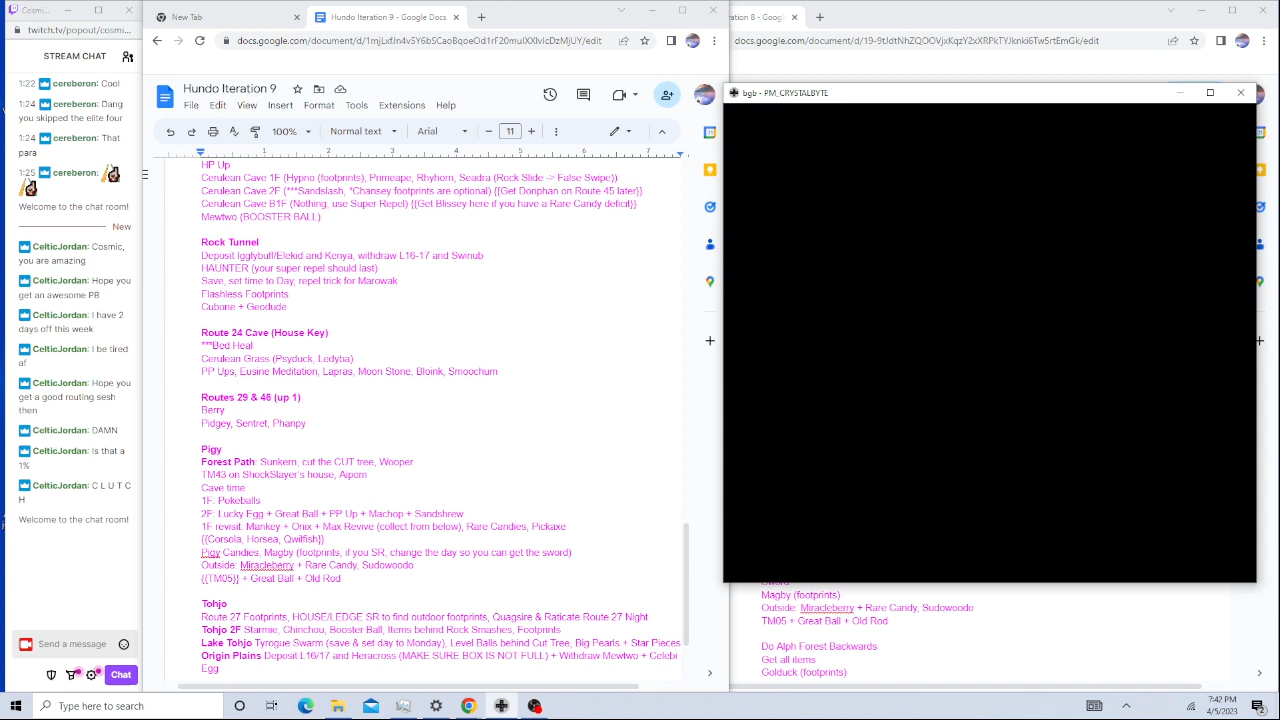 Cosmi...
twitch.tv/popout/cosmi...
STREAM CHAT
1:22 cereberon: Cool
1:24 cereberon: Dang
you skipped the elite four
1:24 cereberon: That
para
1:25 cereberon:
Welcome to the chat room!
New
CelticJordan: Cosmic,
you are amazing
CelticJordan: Hope you
get an awesome PB
CelticJordan: I have 2
days off this week
CelticJordan: I be tired
af
CelticJordan: Hope you
get a good routing sesh
then
CelticJordan: DAMN
CelticJordan: Is that a
1%
CelticJordan: C L U T C
H
Welcome to the chat room!
Send a message
Chat
New Tab
Hundo Iteration 9 - Google Docs
Hundo Iteration 9
File Edit View Insert Format Tools Extensions Help
100% Normal text Arial 11
1 2 3 4 5 6 7
HP Up
Cerulean Cave 1F (Hypno (footprints), Primeape, Rhyhorn, Seadra (Rock Slide -> False Swipe))
Cerulean Cave 2F (***Sandslash, *Chansey footprints are optional) {{Get Donphan on Route 45 later}}
Cerulean Cave B1F (Nothing, use Super Repel) {{Get Blissey here if you have a Rare Candy deficit}}
Mewtwo (BOOSTER BALL)
Rock Tunnel
Deposit Igglybuff/Elekid and Kenya, withdraw L16-17 and Swinub
HAUNTER (your super repel should last)
Save, set time to Day, repel trick for Marowak
Flashless Footprints
Cubone + Geodude
Route 24 Cave (House Key)
***Bed Heal
Cerulean Grass (Psyduck, Ledyba)
PP Ups, Eusine Meditation, Lapras, Moon Stone, Bloink, Smoochum
Routes 29 & 46 (up 1)
Berry
Pidgey, Sentret, Phanpy
Pigy
Forest Path: Sunkern, cut the CUT tree, Wooper
TM43 on ShockSlayer's house, Aipom
Cave time
1F: Pokeballs
2F: Lucky Egg + Great Ball + PP Up + Machop + Sandshrew
1F revisit: Mankey + Onix + Max Revive (collect from below), Rare Candies, Pickaxe
{{Corsola, Horsea, Qwilfish}}
Pigy Candies, Magby (footprints, if you SR, change the day so you can get the sword)
Outside: Miracleberry + Rare Candy, Sudowoodo
{{TM05}} + Great Ball + Old Rod
Tohjo
Route 27 Footprints, HOUSE/LEDGE SR to find outdoor footprints, Quagsire & Raticate Route 27 Night
Tohjo 2F Starmie, Chinchou, Booster Ball, Items behind Rock Smashes, Footprints
Lake Tohjo Tyrogue Swarm (save & set day to Monday), Level Balls behind Cut Tree, Big Pearls + Star Pieces
Origin Plains Deposit L16/17 and Heracross (MAKE SURE BOX IS NOT FULL) + Withdraw Mewtwo + Celebi
Egg
bgb - PM_CRYSTALBYTE
Magby (footprints)
Outside: Miracleberry + Rare Candy, Sudowoodo
TM05 + Great Ball + Old Rod
Do Alph Forest Backwards
Get all items
Golduck (footprints)
Type here to search
7:42 PM
4/5/2023
2